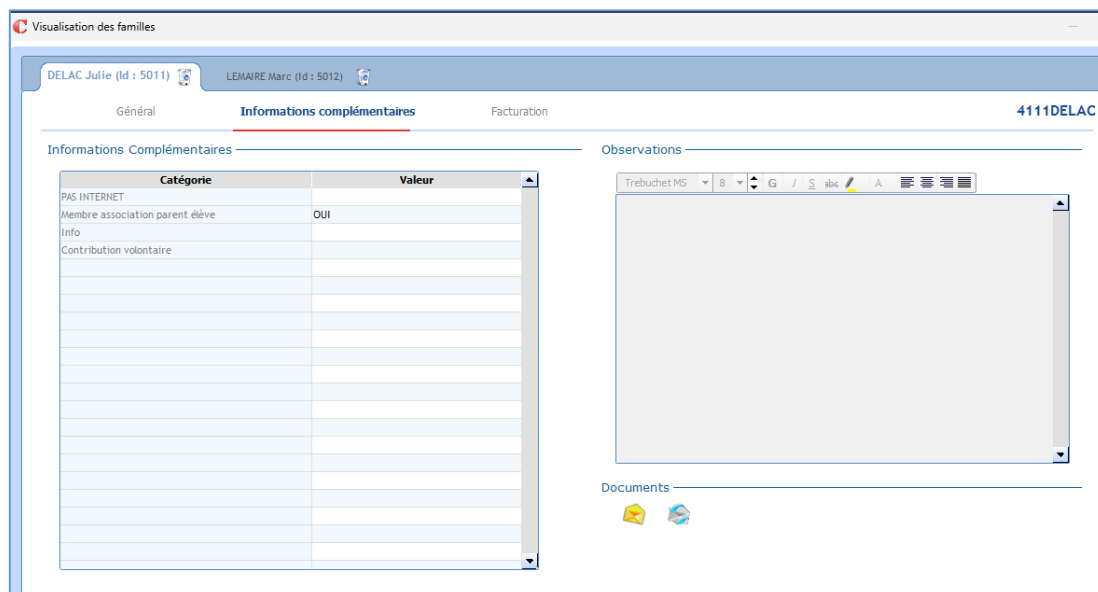 Visualisation des familles
DELAC Julie (Id : 5011) LEMAIRE Marc (Id : 5012)
Général Informations complémentaires Facturation 4111DELAC
Informations Complémentaires
Catégorie Valeur
PAS INTERNET
Membre association parent élève OUI
Info
Contribution volontaire
Observations
Trebuchet MS 8 G I S abc A
Documents